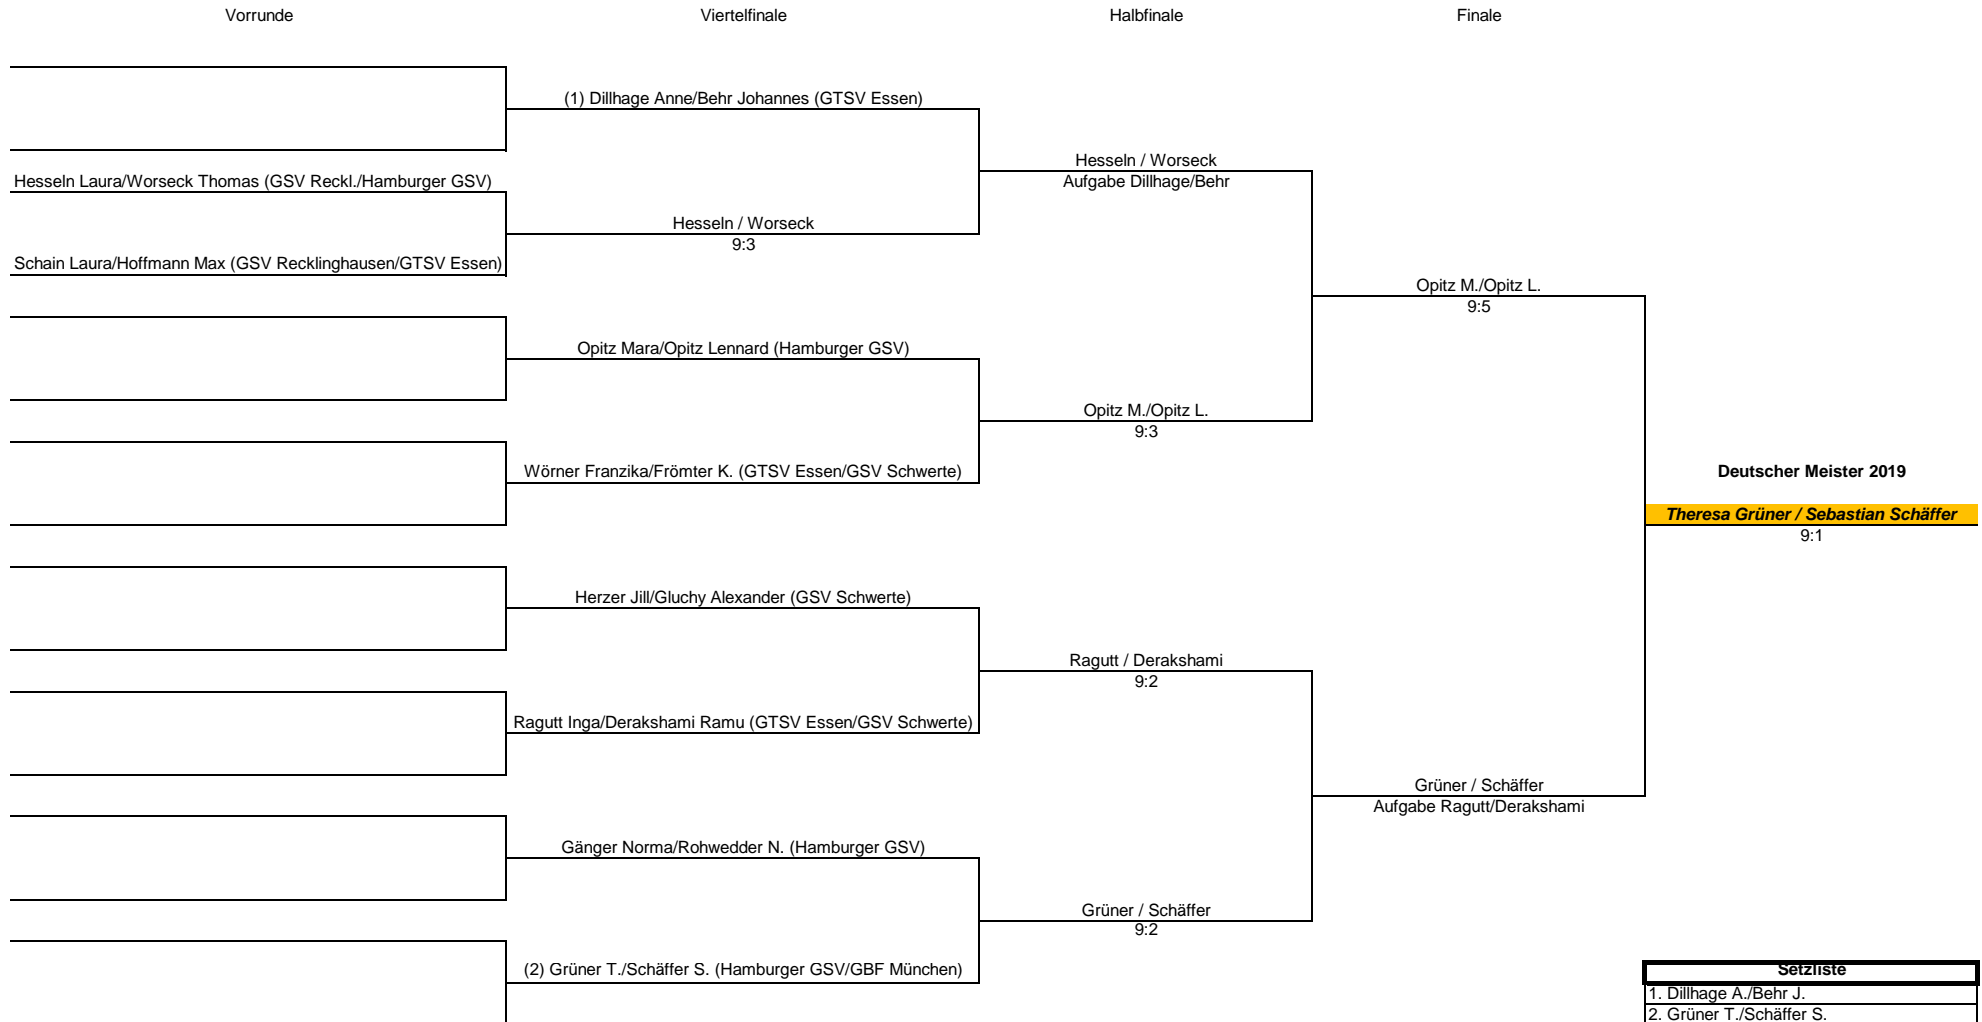 Vorrunde
Viertelfinale
Halbfinale
Finale
(1) Dillhage Anne/Behr Johannes (GTSV Essen)
Hesseln / Worseck
Aufgabe Dillhage/Behr
Hesseln Laura/Worseck Thomas (GSV Reckl./Hamburger GSV)
Hesseln / Worseck
9:3
Schain Laura/Hoffmann Max (GSV Recklinghausen/GTSV Essen)
Opitz M./Opitz L.
9:5
Opitz Mara/Opitz Lennard (Hamburger GSV)
Opitz M./Opitz L.
9:3
Wörner Franzika/Frömter K. (GTSV Essen/GSV Schwerte)
Deutscher Meister 2019
Theresa Grüner / Sebastian Schäffer
9:1
Herzer Jill/Gluchy Alexander (GSV Schwerte)
Ragutt / Derakshami
9:2
Ragutt Inga/Derakshami Ramu (GTSV Essen/GSV Schwerte)
Grüner / Schäffer
Aufgabe Ragutt/Derakshami
Gänger Norma/Rohwedder N. (Hamburger GSV)
Grüner / Schäffer
9:2
(2) Grüner T./Schäffer S. (Hamburger GSV/GBF München)
Setzliste
1. Dillhage A./Behr J.
2. Grüner T./Schäffer S.